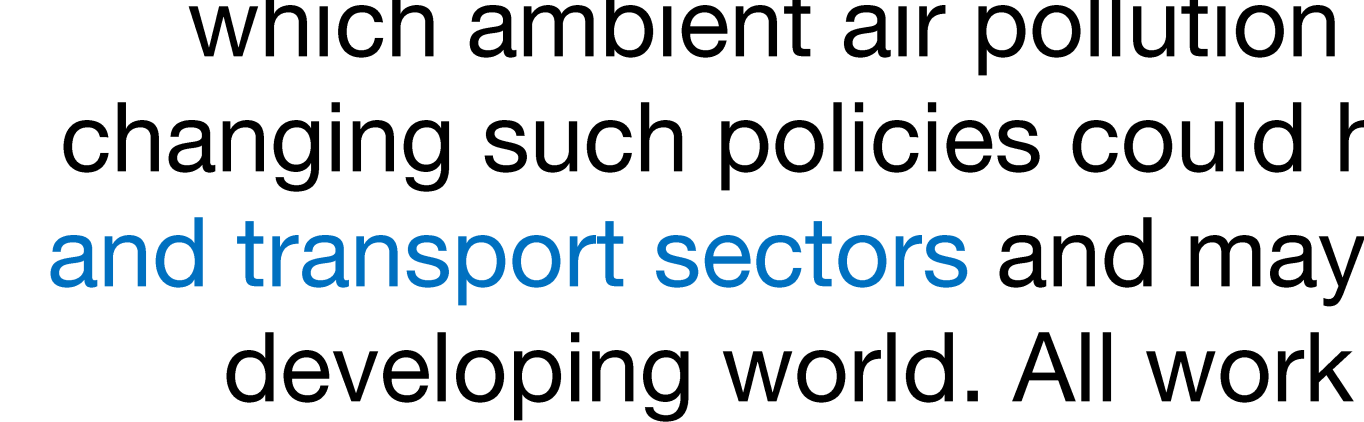 which ambient air pollution
changing such policies could
and transport sectors and may
developing world. All work